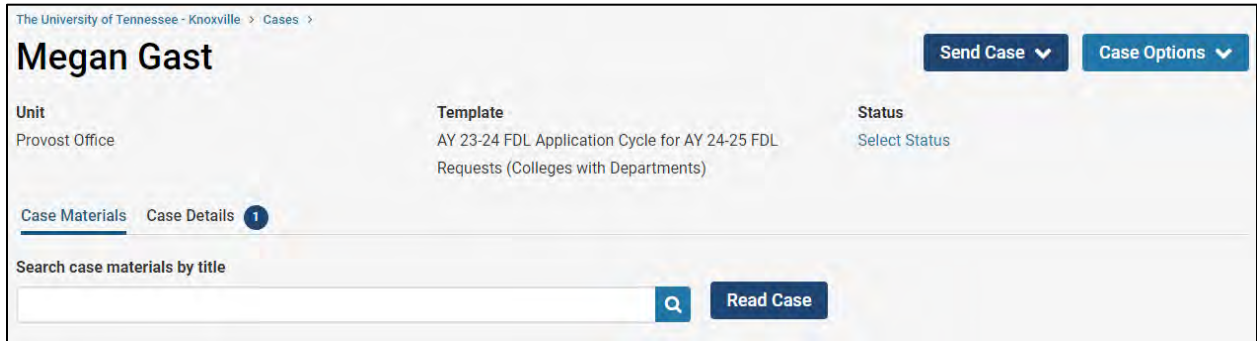 The University of Tennessee - Knoxville > Cases >
Megan Gast
Send Case
Case Options
Unit
Template
Status
Provost Office
AY 23-24 FDL Application Cycle for AY 24-25 FDL
Select Status
Requests (Colleges with Departments)
Case Materials
Case Details 1
Search case materials by title
Read Case